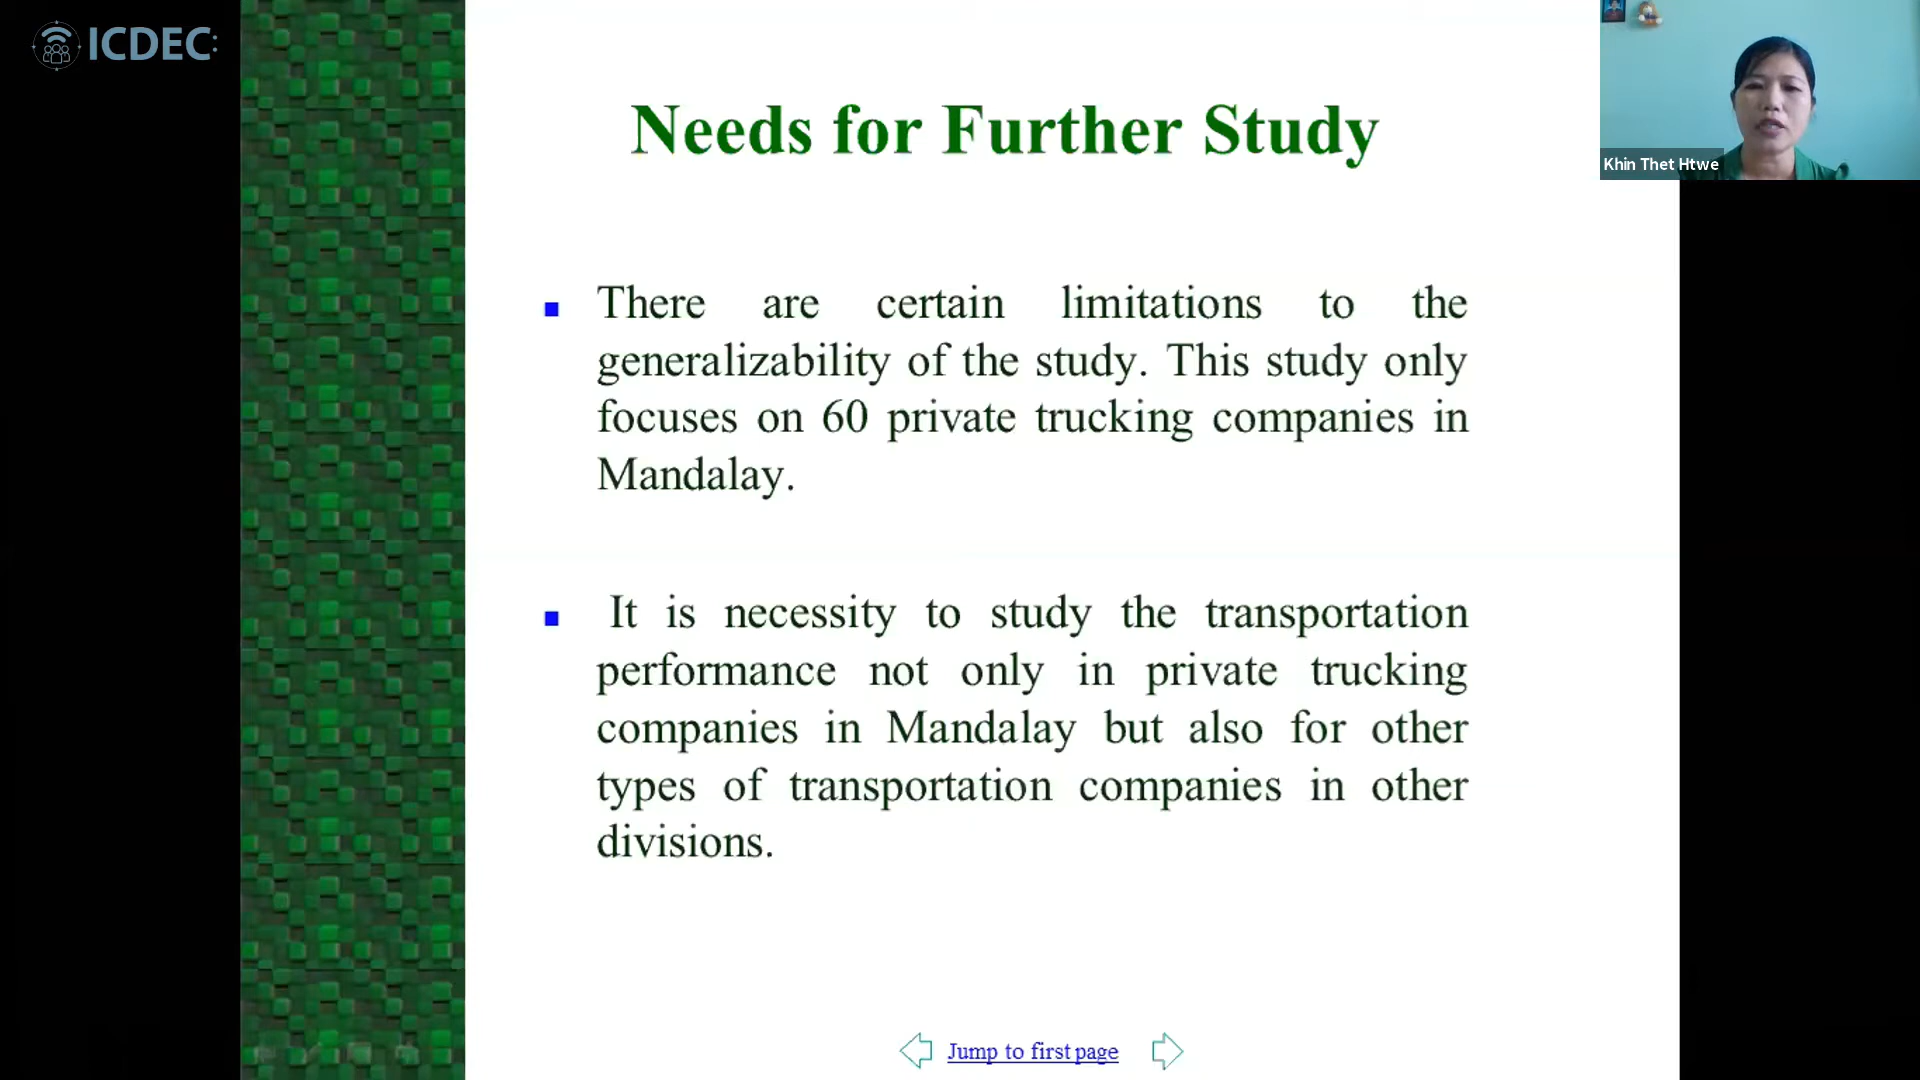 ICDEC:
Needs for Further Study
Khin Thet Htwe
There are certain limitations to the
generalizability of the study. This study only
focuses on 60 private trucking companies in
Mandalay.
It is necessity to study the transportation
performance not only in private trucking
companies in Mandalay but also for other
types of transportation companies in other
divisions.
Jump to first page